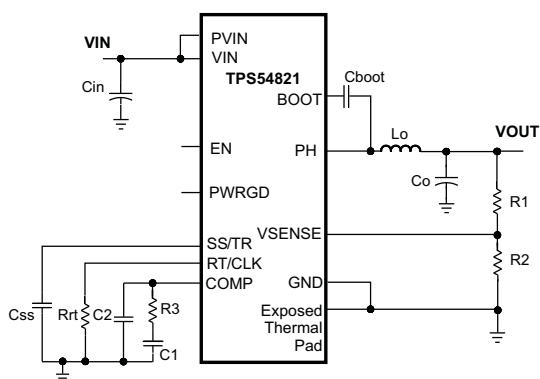 VIN
PVIN
VIN
TPS54821
Cboot
Cin
BOOT
VOUT
EN
PH
Lo
Co
R1
PWRGD
VSENSE
SS/TR
RT/CLK
R2
COMP
GND
Css
Rrt
C2
R3
C1
Exposed
Thermal
Pad